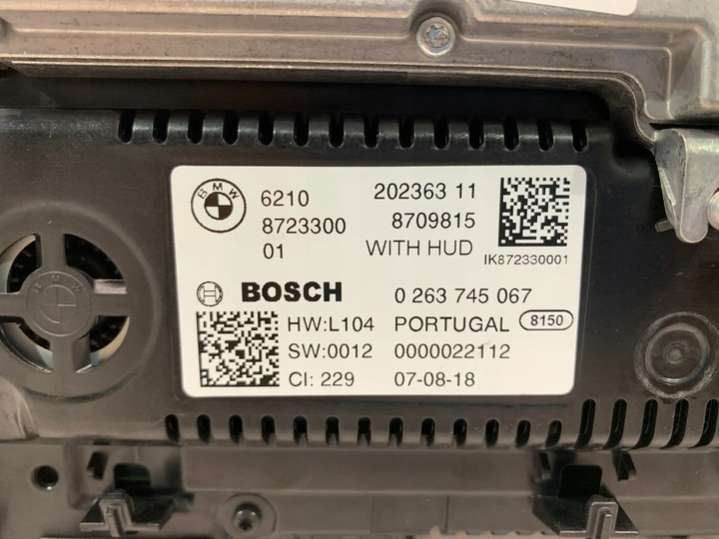 BMW
6210 202363 11
8723300 8709815
01 WITH HUD
IK872330001
BOSCH 0 263 745 067
HW:L104 PORTUGAL 8150
SW:0012 0000022112
CI: 229 07-08-18